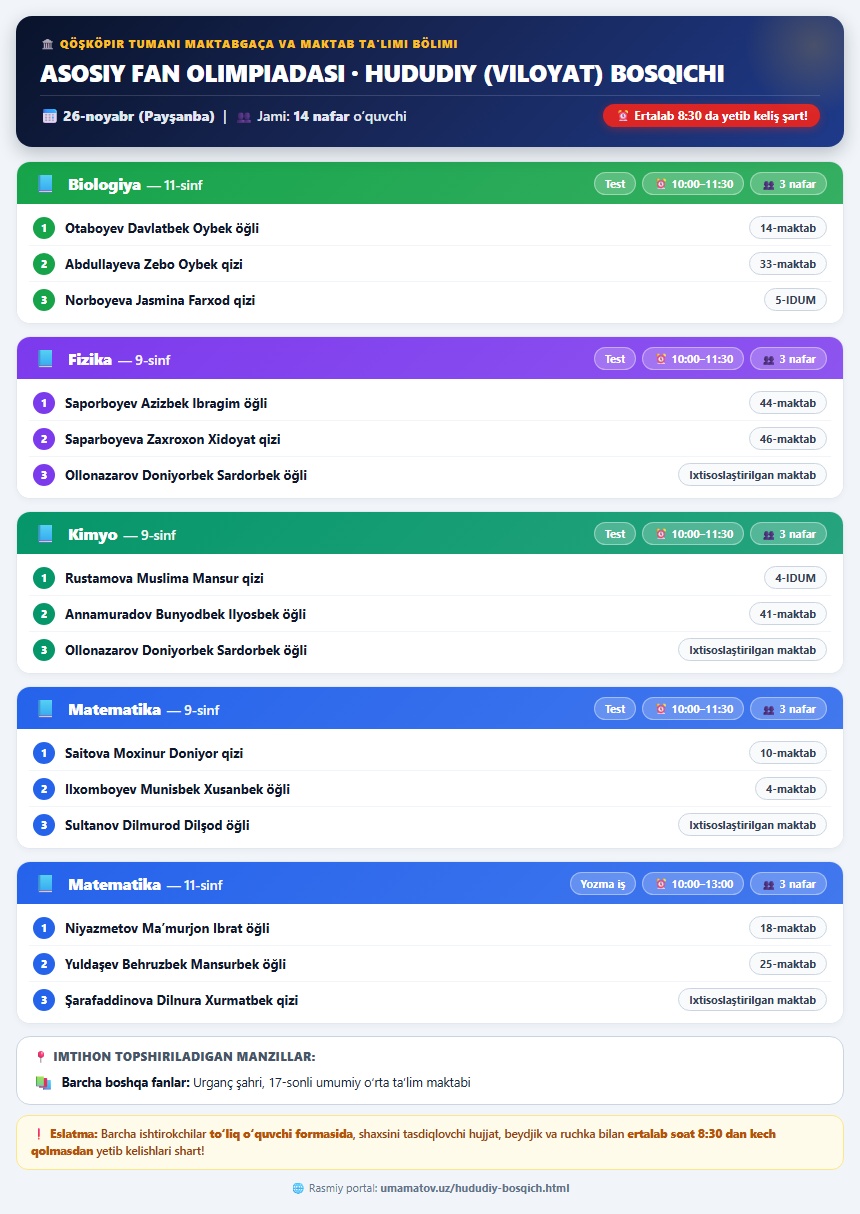 QÖŞKÖPIR TUMANI MAKTABGAÇA VA MAKTAB TAʼLIMI BÖLIMI
ASOSIY FAN OLIMPIADASI • HUDUDIY (VILOYAT) BOSQICHI
26-noyabr (Payşanba) | Jami: 14 nafar oʻquvchi
Ertalab 8:30 da yetib keliş şart!
Biologiya — 11-sinf Test 10:00–11:30 3 nafar
1 Otaboyev Davlatbek Oybek öğli 14-maktab
2 Abdullayeva Zebo Oybek qizi 33-maktab
3 Norboyeva Jasmina Farxod qizi 5-IDUM
Fizika — 9-sinf Test 10:00–11:30 3 nafar
1 Saporboyev Azizbek Ibragim öğli 44-maktab
2 Saparboyeva Zaxroxon Xidoyat qizi 46-maktab
3 Ollonazarov Doniyorbek Sardorbek öğli Ixtisoslaştirilgan maktab
Kimyo — 9-sinf Test 10:00–11:30 3 nafar
1 Rustamova Muslima Mansur qizi 4-IDUM
2 Annamuradov Bunyodbek Ilyosbek öğli 41-maktab
3 Ollonazarov Doniyorbek Sardorbek öğli Ixtisoslaştirilgan maktab
Matematika — 9-sinf Test 10:00–11:30 3 nafar
1 Saitova Moxinur Doniyor qizi 10-maktab
2 Ilxomboyev Munisbek Xusanbek öğli 4-maktab
3 Sultanov Dilmurod Dilşod öğli Ixtisoslaştirilgan maktab
Matematika — 11-sinf Yozma iş 10:00–13:00 3 nafar
1 Niyazmetov Maʼmurjon Ibrat öğli 18-maktab
2 Yuldaşev Behruzbek Mansurbek öğli 25-maktab
3 Şarafaddinova Dilnura Xurmatbek qizi Ixtisoslaştirilgan maktab
IMTIHON TOPSHIRILADIGAN MANZILLAR:
Barcha boshqa fanlar: Urganç şahri, 17-sonli umumiy oʻrta taʼlim maktabi
Eslatma: Barcha ishtirokchilar toʻliq oʻquvchi formasida, shaxsini tasdiqlovchi hujjat, beydjik va ruchka bilan ertalab soat 8:30 dan kech
qolmasdan yetib kelishlari shart!
Rasmiy portal: umamatov.uz/hududiy-bosqich.html